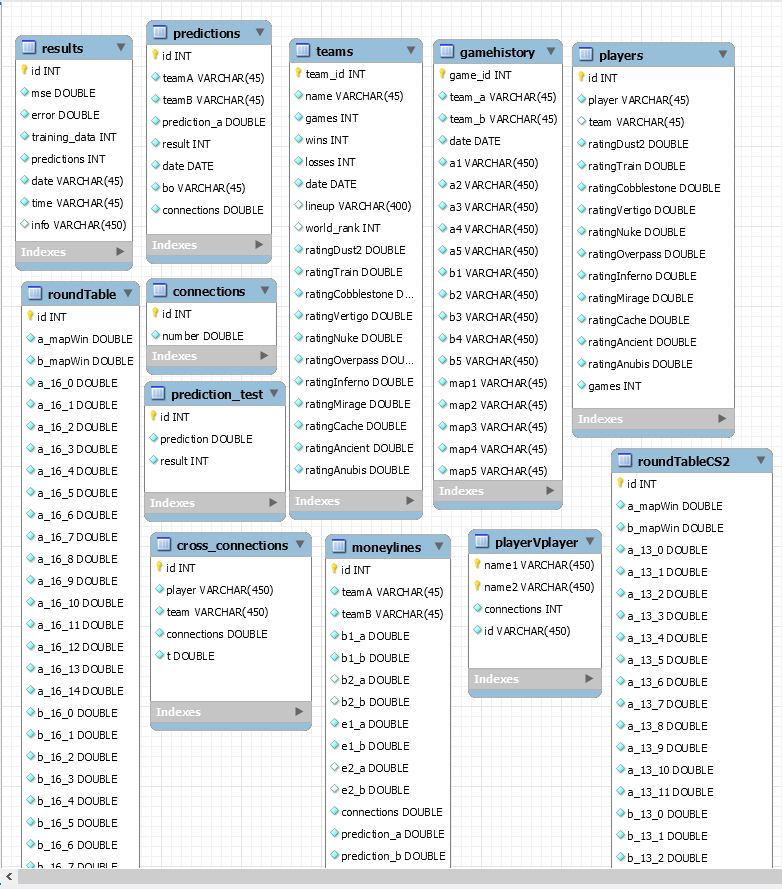 results
id INT
mse DOUBLE
error DOUBLE
training_data INT
predictions INT
date VARCHAR(45)
time VARCHAR(45)
info VARCHAR(450)
Indexes
predictions
id INT
teamA VARCHAR(45)
teamB VARCHAR(45)
prediction_a DOUBLE
result INT
date DATE
bo VARCHAR(45)
connections DOUBLE
Indexes
teams
team_id INT
name VARCHAR(45)
games INT
wins INT
losses INT
date DATE
lineup VARCHAR(400)
world_rank INT
ratingDust2 DOUBLE
ratingTrain DOUBLE
ratingCobblestone D...
ratingVertigo DOUBLE
ratingNuke DOUBLE
ratingOverpass DOU...
ratingInferno DOUBLE
ratingMirage DOUBLE
ratingCache DOUBLE
ratingAncient DOUBLE
ratingAnubis DOUBLE
Indexes
gamehistory
game_id INT
team_a VARCHAR(45)
team_b VARCHAR(45)
date DATE
a1 VARCHAR(450)
a2 VARCHAR(450)
a3 VARCHAR(450)
a4 VARCHAR(450)
a5 VARCHAR(450)
b1 VARCHAR(450)
b2 VARCHAR(450)
b3 VARCHAR(450)
b4 VARCHAR(450)
b5 VARCHAR(450)
map1 VARCHAR(45)
map2 VARCHAR(45)
map3 VARCHAR(45)
map4 VARCHAR(45)
map5 VARCHAR(45)
Indexes
players
id INT
player VARCHAR(45)
team VARCHAR(45)
ratingDust2 DOUBLE
ratingTrain DOUBLE
ratingCobblestone DOUBLE
ratingVertigo DOUBLE
ratingNuke DOUBLE
ratingOverpass DOUBLE
ratingInferno DOUBLE
ratingMirage DOUBLE
ratingCache DOUBLE
ratingAncient DOUBLE
ratingAnubis DOUBLE
games INT
Indexes
roundTable
id INT
a_mapWin DOUBLE
b_mapWin DOUBLE
a_16_0 DOUBLE
a_16_1 DOUBLE
a_16_2 DOUBLE
a_16_3 DOUBLE
a_16_4 DOUBLE
a_16_5 DOUBLE
a_16_6 DOUBLE
a_16_7 DOUBLE
a_16_8 DOUBLE
a_16_9 DOUBLE
a_16_10 DOUBLE
a_16_11 DOUBLE
a_16_12 DOUBLE
a_16_13 DOUBLE
a_16_14 DOUBLE
b_16_0 DOUBLE
b_16_1 DOUBLE
b_16_2 DOUBLE
b_16_3 DOUBLE
b_16_4 DOUBLE
b_16_5 DOUBLE
b_16_6 DOUBLE
b_16_7 DOUBLE
connections
id INT
number DOUBLE
Indexes
prediction_test
id INT
prediction DOUBLE
result INT
Indexes
cross_connections
id INT
player VARCHAR(450)
team VARCHAR(450)
connections DOUBLE
t DOUBLE
Indexes
moneylines
id INT
teamA VARCHAR(45)
teamB VARCHAR(45)
b1_a DOUBLE
b1_b DOUBLE
b2_a DOUBLE
b2_b DOUBLE
e1_a DOUBLE
e1_b DOUBLE
e2_a DOUBLE
e2_b DOUBLE
connections DOUBLE
prediction_a DOUBLE
prediction_b DOUBLE
playerVplayer
name1 VARCHAR(450)
name2 VARCHAR(450)
connections INT
id VARCHAR(450)
Indexes
roundTableCS2
id INT
a_mapWin DOUBLE
b_mapWin DOUBLE
a_13_0 DOUBLE
a_13_1 DOUBLE
a_13_2 DOUBLE
a_13_3 DOUBLE
a_13_4 DOUBLE
a_13_5 DOUBLE
a_13_6 DOUBLE
a_13_7 DOUBLE
a_13_8 DOUBLE
a_13_9 DOUBLE
a_13_10 DOUBLE
a_13_11 DOUBLE
b_13_0 DOUBLE
b_13_1 DOUBLE
b_13_2 DOUBLE